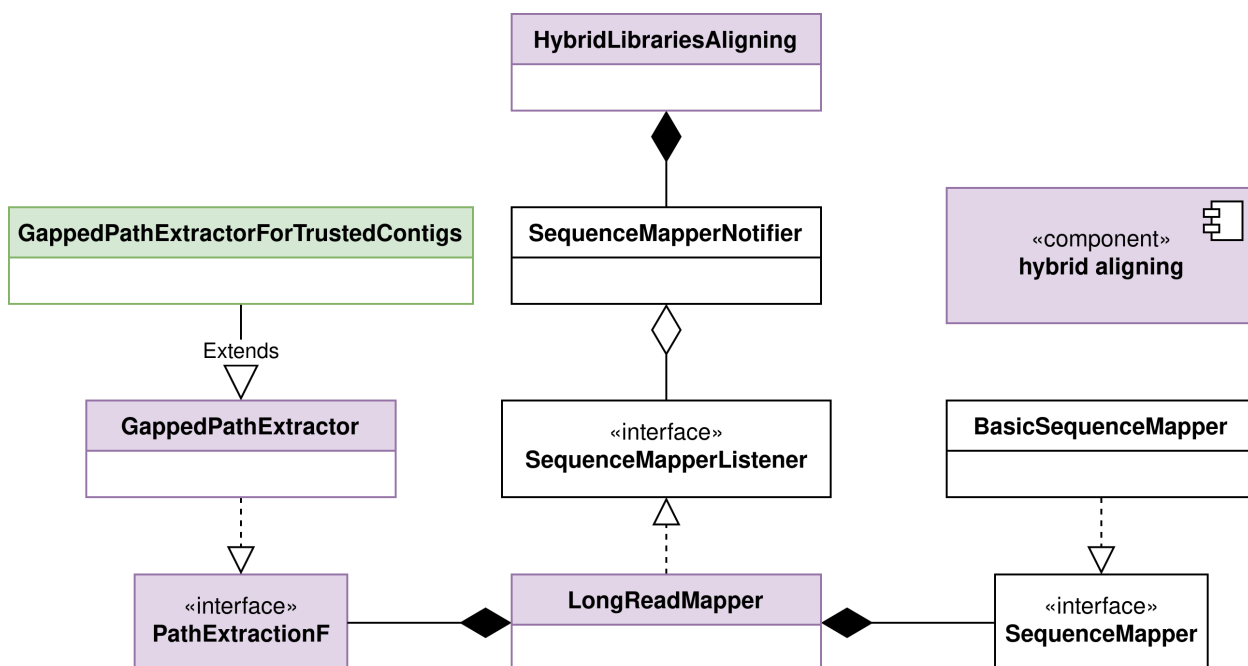 HybridLibrariesAligning
GappedPathExtractorForTrustedContigs
SequenceMapperNotifier
«component»
hybrid aligning
Extends
GappedPathExtractor
«interface»
SequenceMapperListener
BasicSequenceMapper
«interface»
PathExtractionF
LongReadMapper
«interface»
SequenceMapper